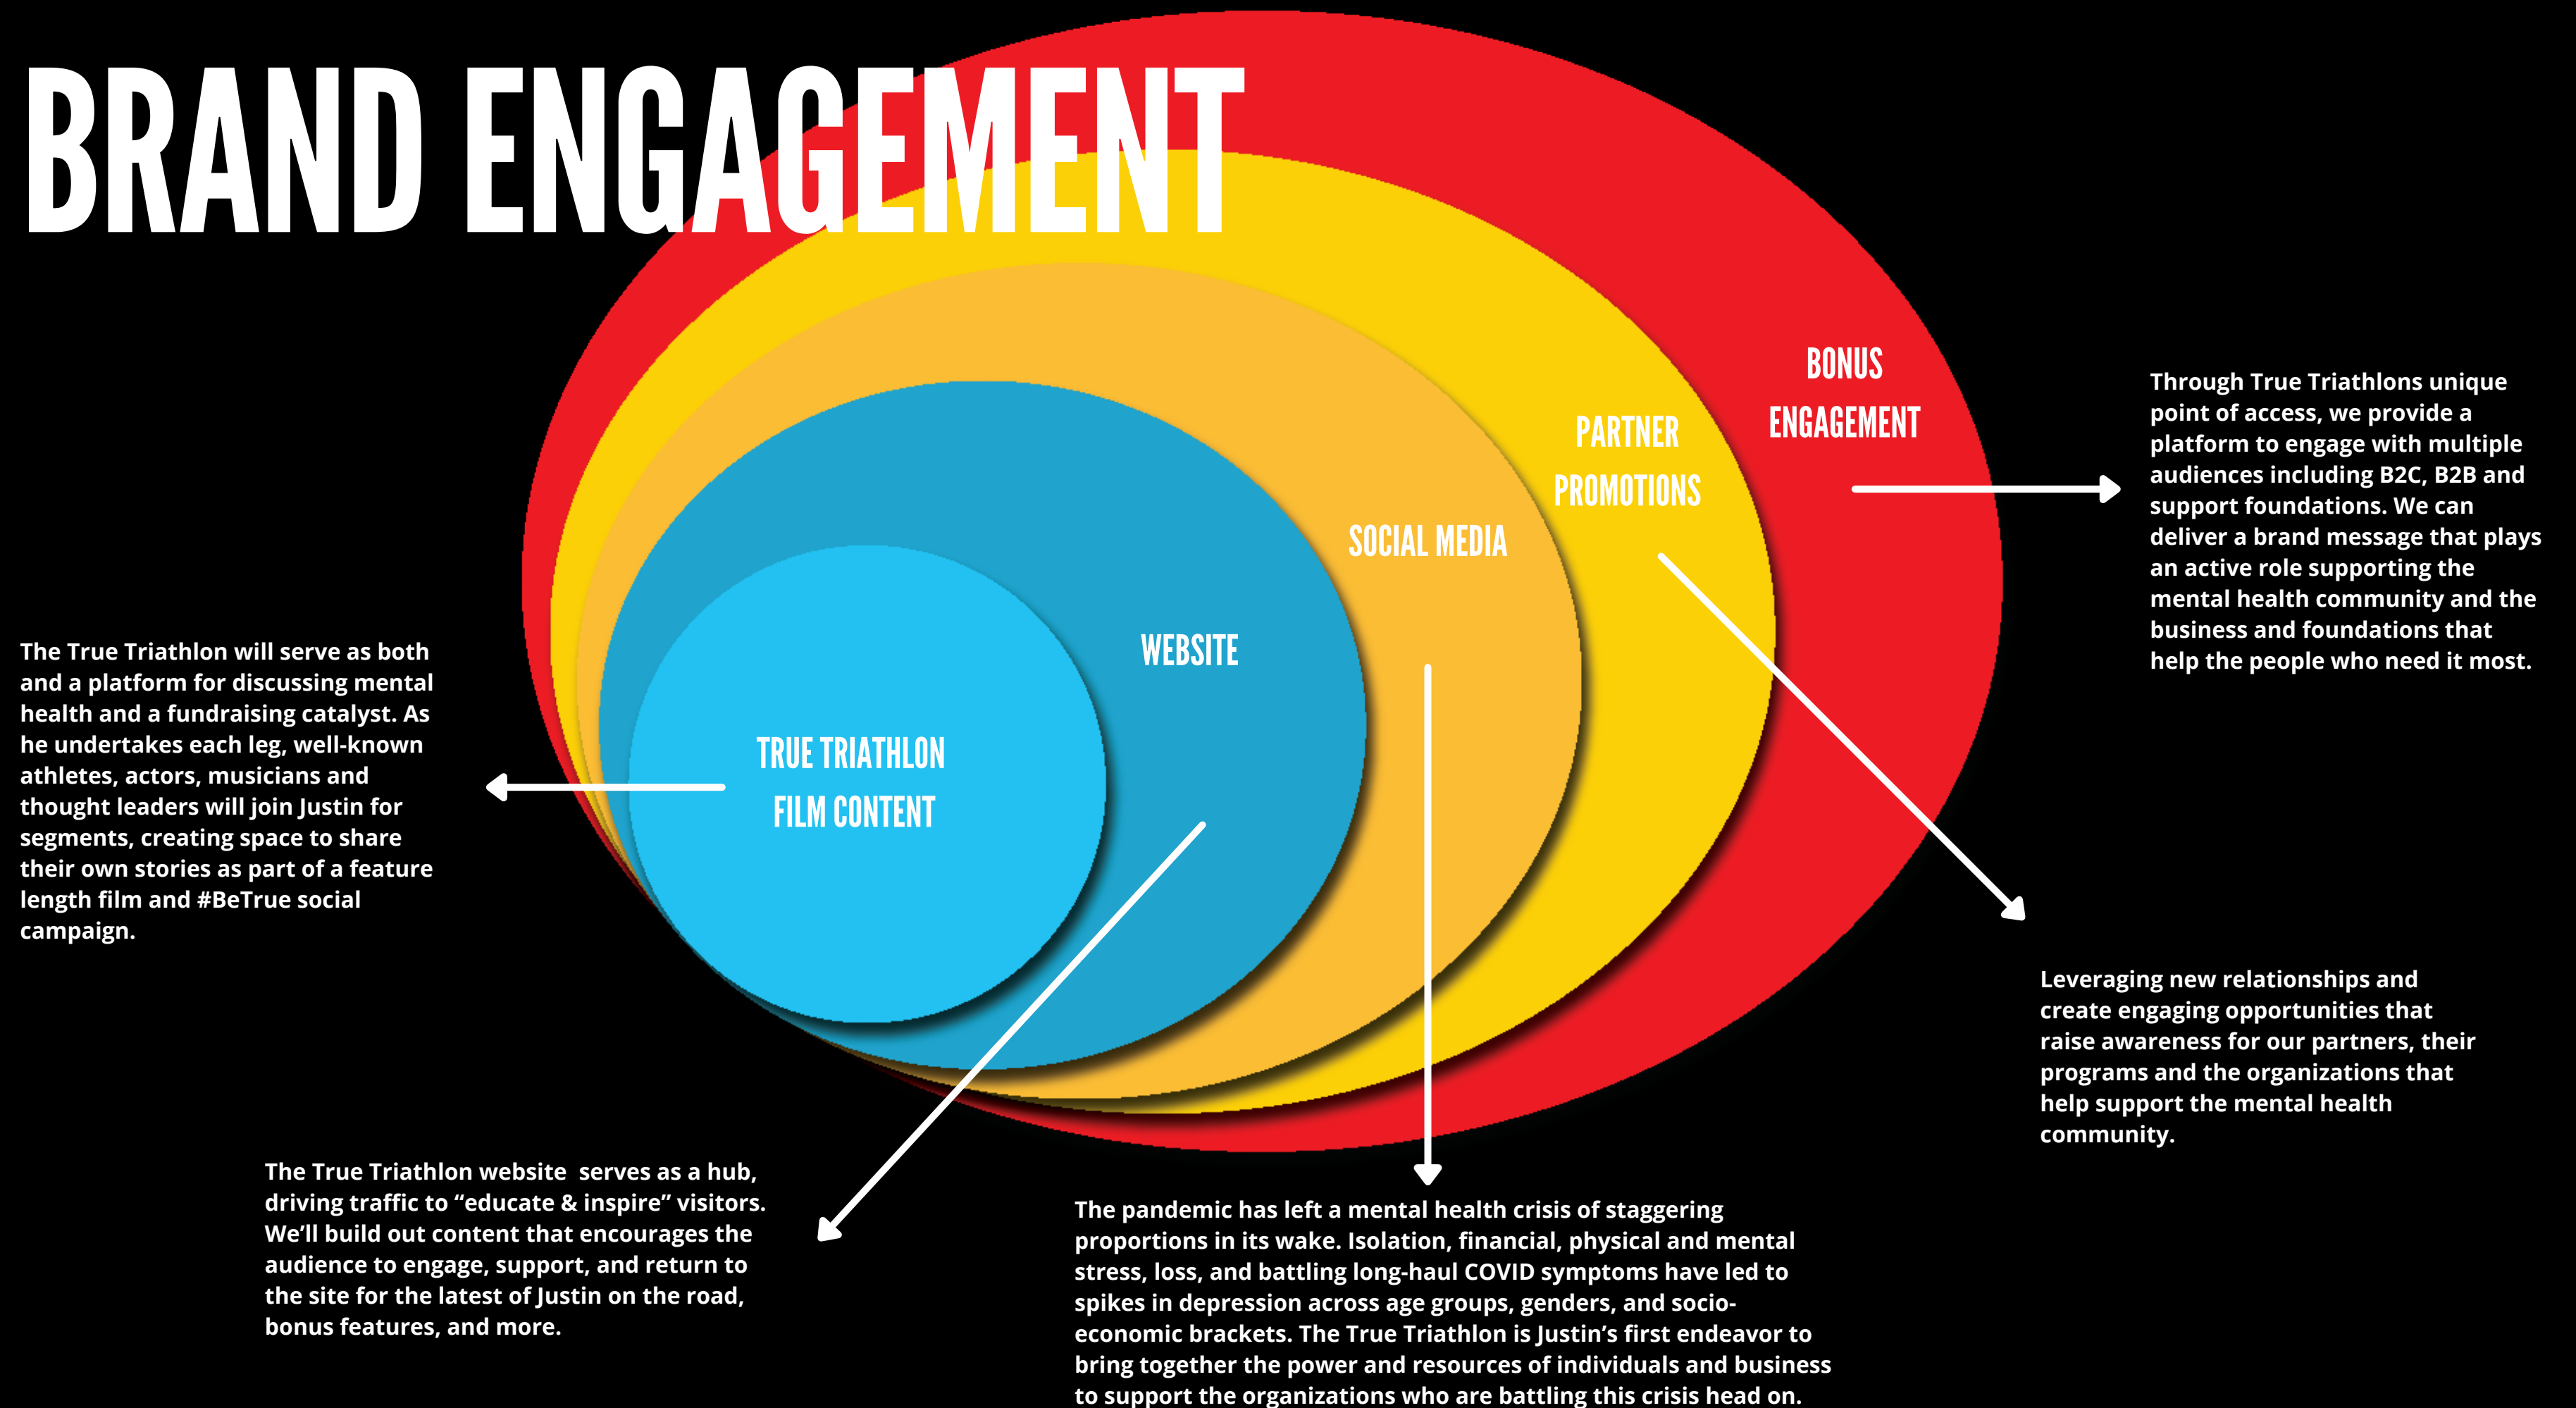 BRAND ENGAGEMENT
BONUS
ENGAGEMENT
PARTNER
PROMOTIONS
SOCIAL MEDIA
WEBSITE
TRUE TRIATHLON
FILM CONTENT
Through True Triathlons unique
point of access, we provide a
platform to engage with multiple
audiences including B2C, B2B and
support foundations. We can
deliver a brand message that plays
an active role supporting the
mental health community and the
business and foundations that
help the people who need it most.
The True Triathlon will serve as both
and a platform for discussing mental
health and a fundraising catalyst. As
he undertakes each leg, well-known
athletes, actors, musicians and
thought leaders will join Justin for
segments, creating space to share
their own stories as part of a feature
length film and #BeTrue social
campaign.
Leveraging new relationships and
create engaging opportunities that
raise awareness for our partners, their
programs and the organizations that
help support the mental health
community.
The True Triathlon website  serves as a hub,
driving traffic to “educate & inspire” visitors.
We’ll build out content that encourages the
audience to engage, support, and return to
the site for the latest of Justin on the road,
bonus features, and more.
The pandemic has left a mental health crisis of staggering
proportions in its wake. Isolation, financial, physical and mental
stress, loss, and battling long-haul COVID symptoms have led to
spikes in depression across age groups, genders, and socio-
economic brackets. The True Triathlon is Justin’s first endeavor to
bring together the power and resources of individuals and business
to support the organizations who are battling this crisis head on.